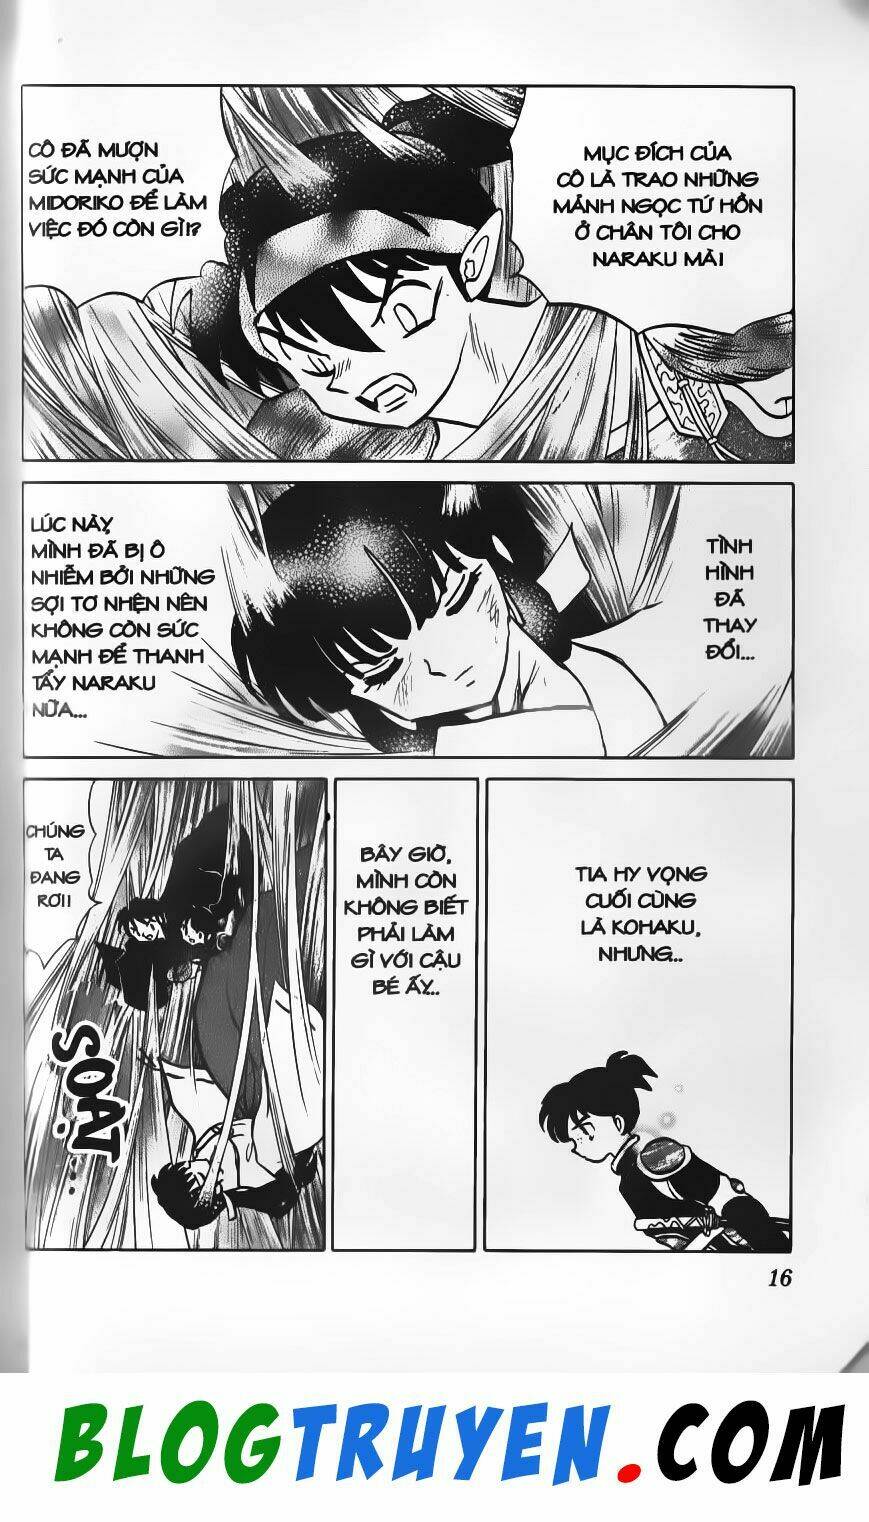 MỤC ĐÍCH CỦA
CÔ LÀ TRAO NHỮNG
MẢNH NGỌC TỨ HỒN
Ở CHÂN TÔI CHO
NARAKU MÀ!
CÔ ĐÃ MƯỢN
SỨC MẠNH CỦA
MIDORIKO ĐỂ LÀM
VIỆC ĐÓ CÒN GÌ!?
TÌNH
HÌNH
ĐÃ
THAY
ĐỔI...
LÚC NÀY,
MÌNH ĐÃ BỊ Ô
NHIỄM BỞI NHỮNG
SỢI TƠ NHỆN NÊN
KHÔNG CÒN SỨC
MẠNH ĐỂ THANH
TẨY NARAKU
NỮA...
TIA HY VỌNG
CUỐI CÙNG
LÀ KOHAKU,
NHƯNG...
BÂY GIỜ,
MÌNH CÒN
KHÔNG BIẾT
PHẢI LÀM
GÌ VỚI CẬU
BÉ ẤY...
CHÚNG
TA
ĐANG
RƠI!
SOẠT
16
BLOGTRUYEN.COM